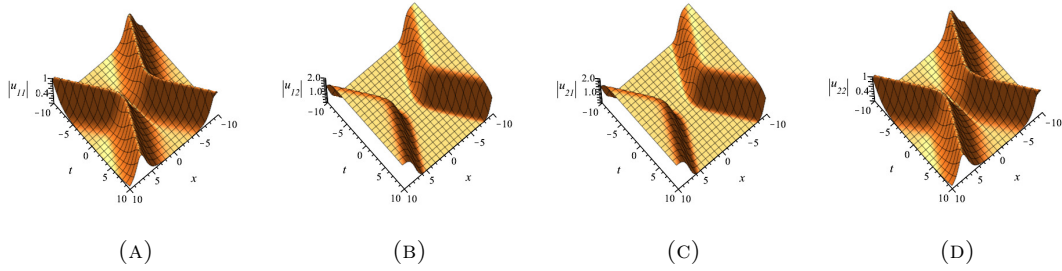 |u₁₁| 1 0.4 -10 -5 0 5 10 t 10 5 0 -5 -10 x
|u₁₂| 2.0 1.0 -10 -5 0 5 10 t 10 5 0 -5 -10 x
|u₂₁| 2.0 1.0 -10 -5 0 5 10 t 10 5 0 -5 -10 x
|u₂₂| 1 0.4 -10 -5 0 5 10 t 10 5 0 -5 -10 x
(A) (B) (C) (D)